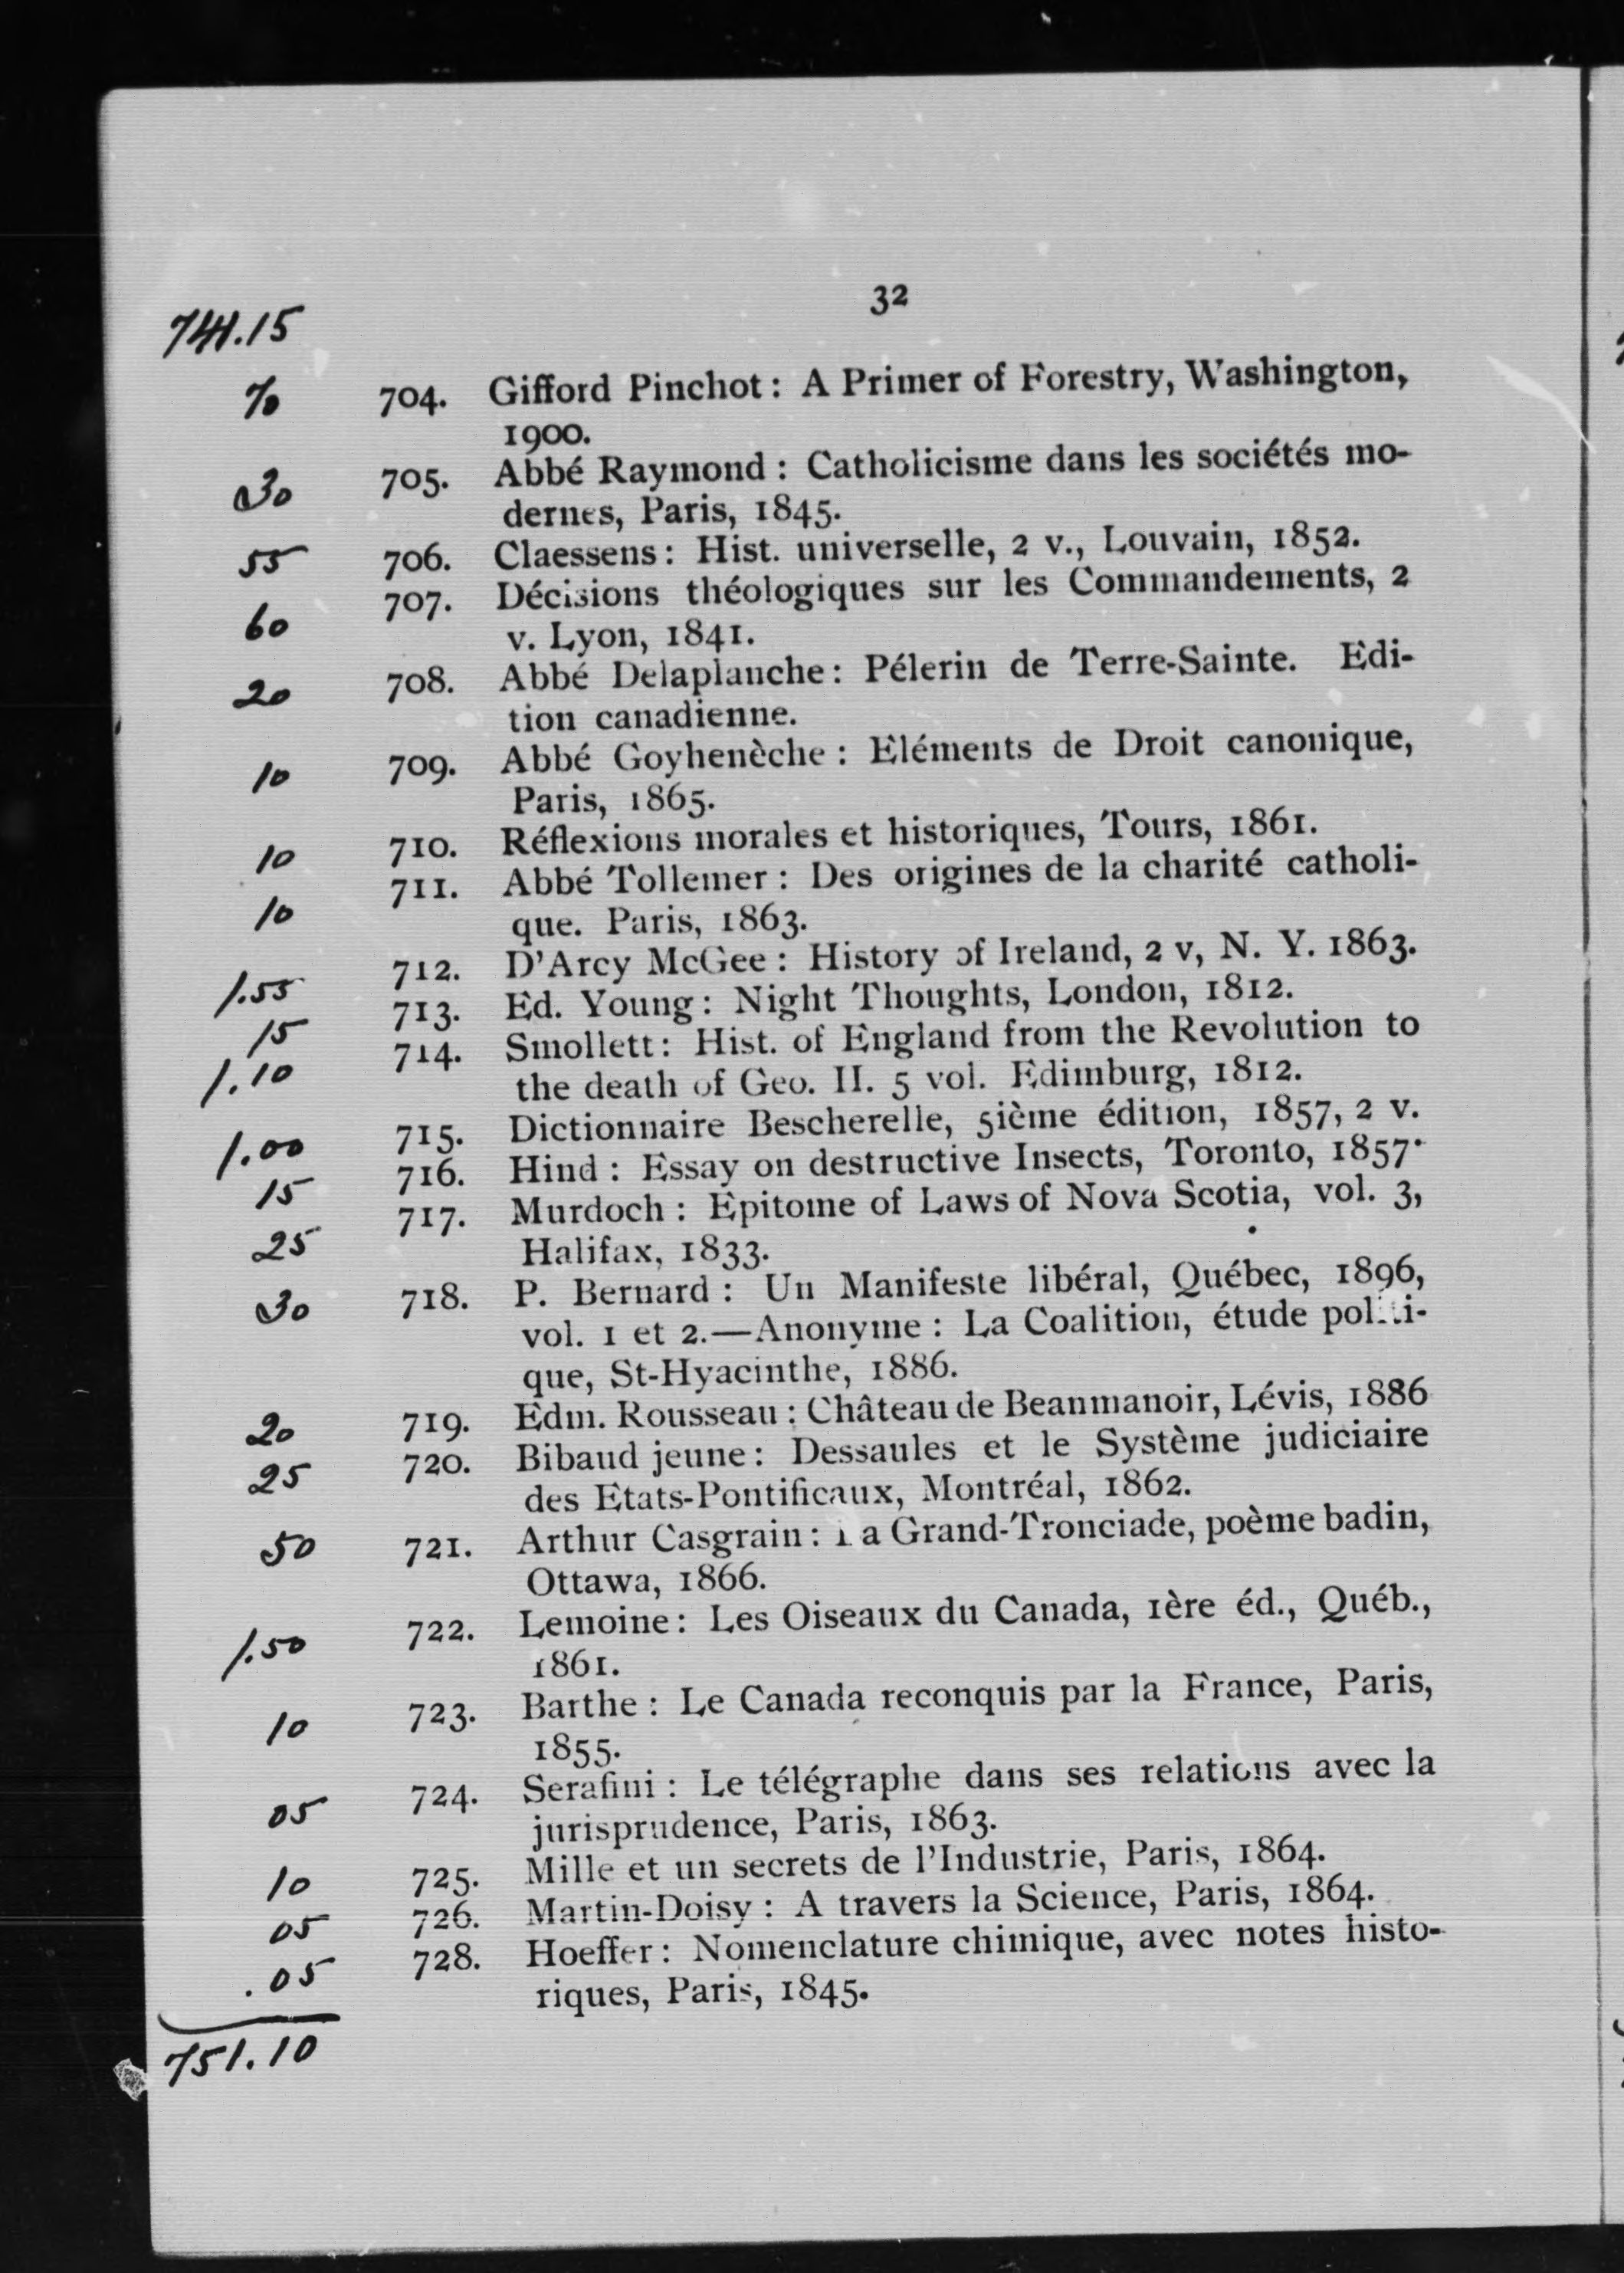 32
741.15
70 704. Gifford Pinchot : A Primer of Forestry, Washington,
1900.
30 705. Abbé Raymond : Catholicisme dans les sociétés mo-
dernes, Paris, 1845.
55 706. Claessens : Hist. universelle, 2 v., Louvain, 1852.
60 707. Décisions théologiques sur les Commandements, 2
v. Lyon, 1841.
20 708. Abbé Delaplanche : Pélerin de Terre-Sainte. Edi-
tion canadienne.
10 709. Abbé Goyhenèche : Eléments de Droit canonique,
Paris, 1865.
10 710. Réflexions morales et historiques, Tours, 1861.
10 711. Abbé Tollemer : Des origines de la charité catholi-
que. Paris, 1863.
1.55 712. D'Arcy McGee : History of Ireland, 2 v, N. Y. 1863.
15 713. Ed. Young : Night Thoughts, London, 1812.
1.10 714. Smollett : Hist. of England from the Revolution to
the death of Geo. II. 5 vol. Edimburg, 1812.
1.00 715. Dictionnaire Bescherelle, 5ième édition, 1857, 2 v.
15 716. Hind : Essay on destructive Insects, Toronto, 1857.
25 717. Murdoch : Epitome of Laws of Nova Scotia, vol. 3,
Halifax, 1833.
30 718. P. Bernard : Un Manifeste libéral, Québec, 1896,
vol. 1 et 2.—Anonyme : La Coalition, étude politi-
que, St-Hyacinthe, 1886.
20 719. Edm. Rousseau : Château de Beanmanoir, Lévis, 1886
25 720. Bibaud jeune : Dessaules et le Système judiciaire
des Etats-Pontificaux, Montréal, 1862.
50 721. Arthur Casgrain : La Grand-Tronciade, poème badin,
Ottawa, 1866.
1.50 722. Lemoine : Les Oiseaux du Canada, 1ère éd., Québ.,
1861.
10 723. Barthe : Le Canada reconquis par la France, Paris,
1855.
05 724. Serafini : Le télégraphe dans ses relations avec la
jurisprudence, Paris, 1863.
10 725. Mille et un secrets de l'Industrie, Paris, 1864.
05 726. Martin-Doisy : A travers la Science, Paris, 1864.
.05 728. Hoeffer : Nomenclature chimique, avec notes histo-
riques, Paris, 1845.
751.10